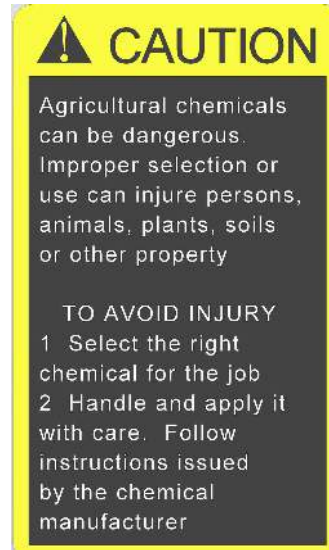 CAUTION
Agricultural chemicals
can be dangerous.
Improper selection or
use can injure persons,
animals, plants, soils
or other property
TO AVOID INJURY
1 Select the right
chemical for the job
2 Handle and apply it
with care. Follow
instructions issued
by the chemical
manufacturer